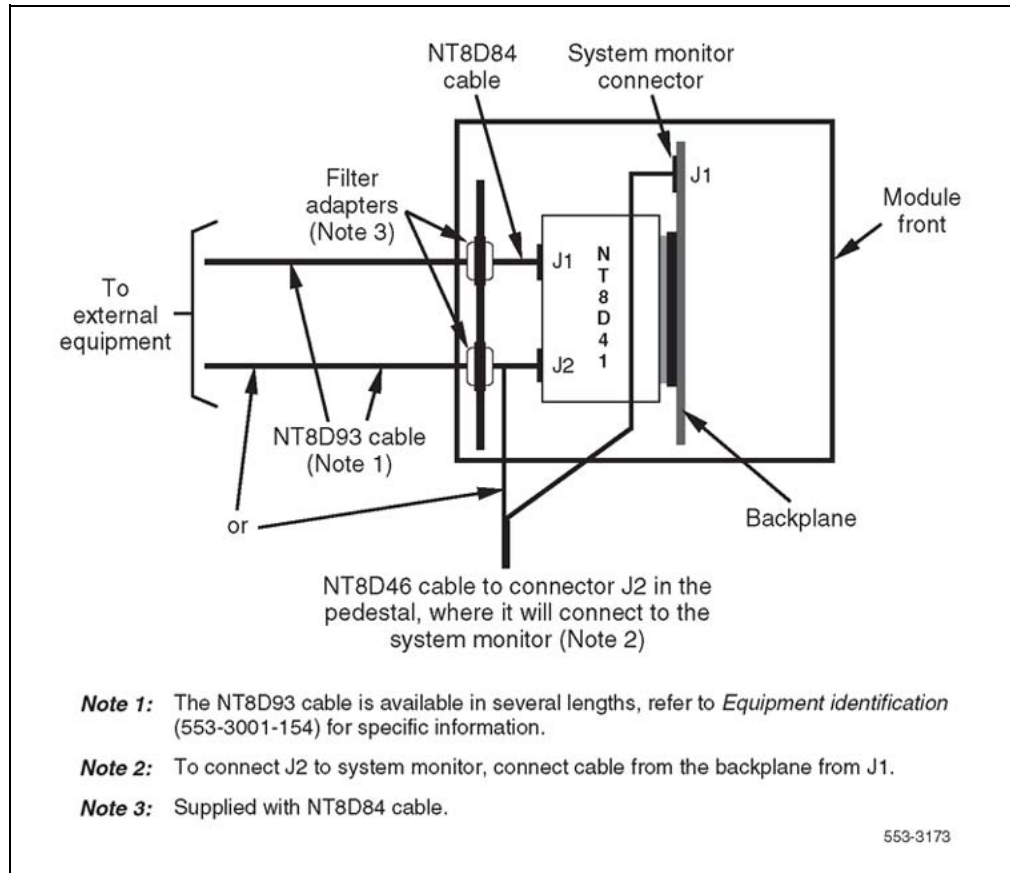 NT8D84
cable
System monitor
connector
J1
Filter
adapters
(Note 3)
Module
front
J1
NT8D41
To
external
equipment
J2
NT8D93 cable
(Note 1)
or
Backplane
NT8D46 cable to connector J2 in the
pedestal, where it will connect to the
system monitor (Note 2)
Note 1: The NT8D93 cable is available in several lengths, refer to Equipment identification
(553-3001-154) for specific information.
Note 2: To connect J2 to system monitor, connect cable from the backplane from J1.
Note 3: Supplied with NT8D84 cable.
553-3173